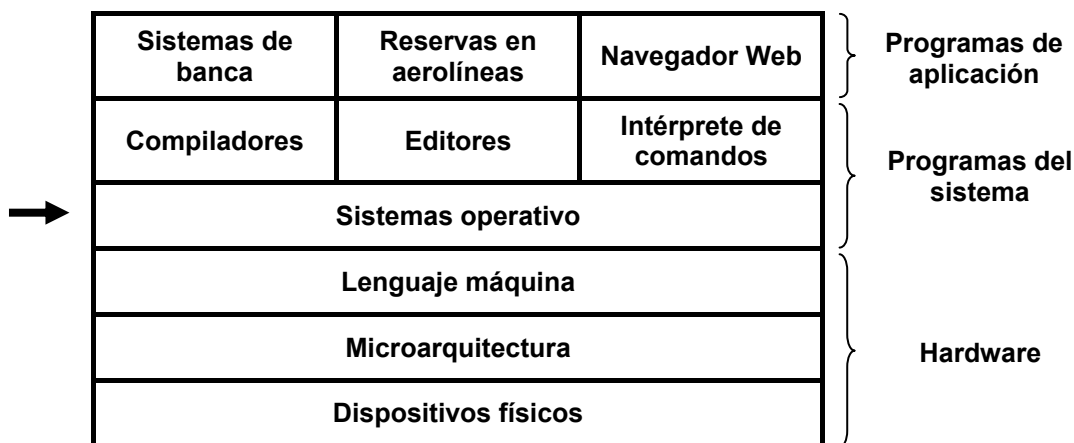 Sistemas de
banca
Reservas en
aerolíneas
Navegador Web
Programas de
aplicación
Compiladores
Editores
Intérprete de
comandos
Programas del
sistema
Sistemas operativo
Lenguaje máquina
Microarquitectura
Hardware
Dispositivos físicos